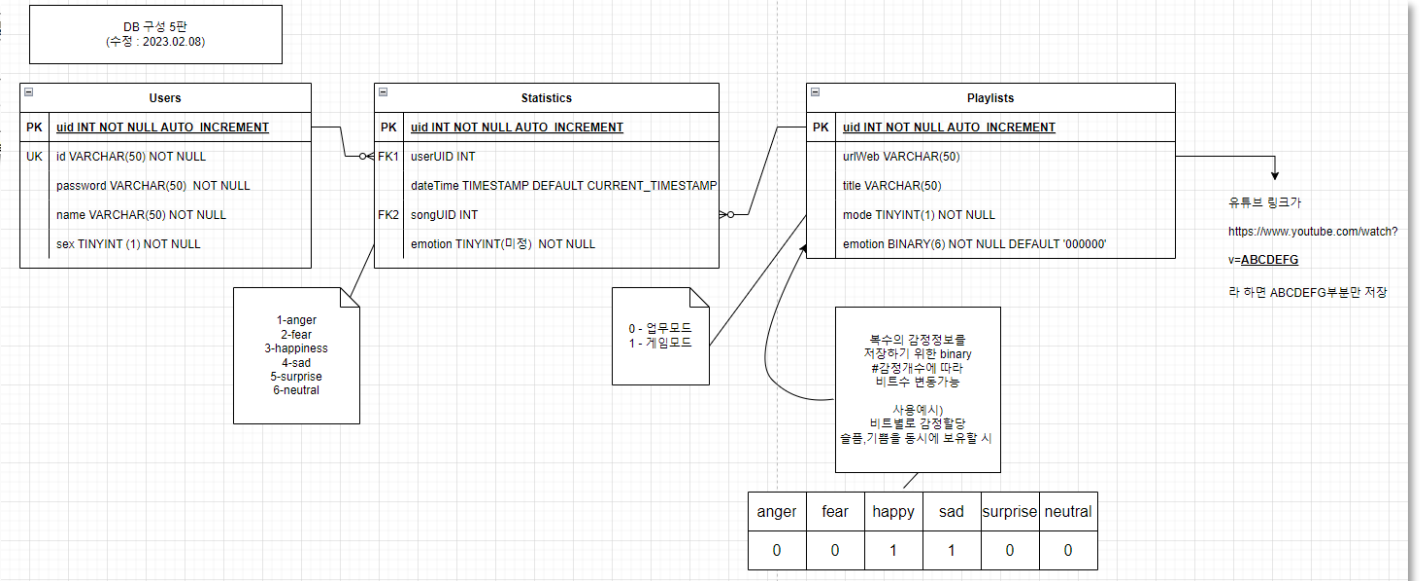 DB 구성 5판
(수정 : 2023.02.08)
Users
PK uid INT NOT NULL AUTO_INCREMENT
UK id VARCHAR(50) NOT NULL
password VARCHAR(50) NOT NULL
name VARCHAR(50) NOT NULL
sex TINYINT (1) NOT NULL
Statistics
PK uid INT NOT NULL AUTO_INCREMENT
FK1 userUID INT
dateTime TIMESTAMP DEFAULT CURRENT_TIMESTAMP
FK2 songUID INT
emotion TINYINT(미정) NOT NULL
Playlists
PK uid INT NOT NULL AUTO_INCREMENT
urlWeb VARCHAR(50)
title VARCHAR(50)
mode TINYINT(1) NOT NULL
emotion BINARY(6) NOT NULL DEFAULT '000000'
유튜브 링크가
https://www.youtube.com/watch?
v=ABCDEFG
라 하면 ABCDEFG부분만 저장
1-anger
2-fear
3-happiness
4-sad
5-surprise
6-neutral
0 - 업무모드
1 - 게임모드
복수의 감정정보를
저장하기 위한 binary
#감정개수에 따라
비트수 변동가능
사용예시)
비트별로 감정할당
슬픔,기쁨을 동시에 보유할 시
anger fear happy sad surprise neutral
0 0 1 1 0 0